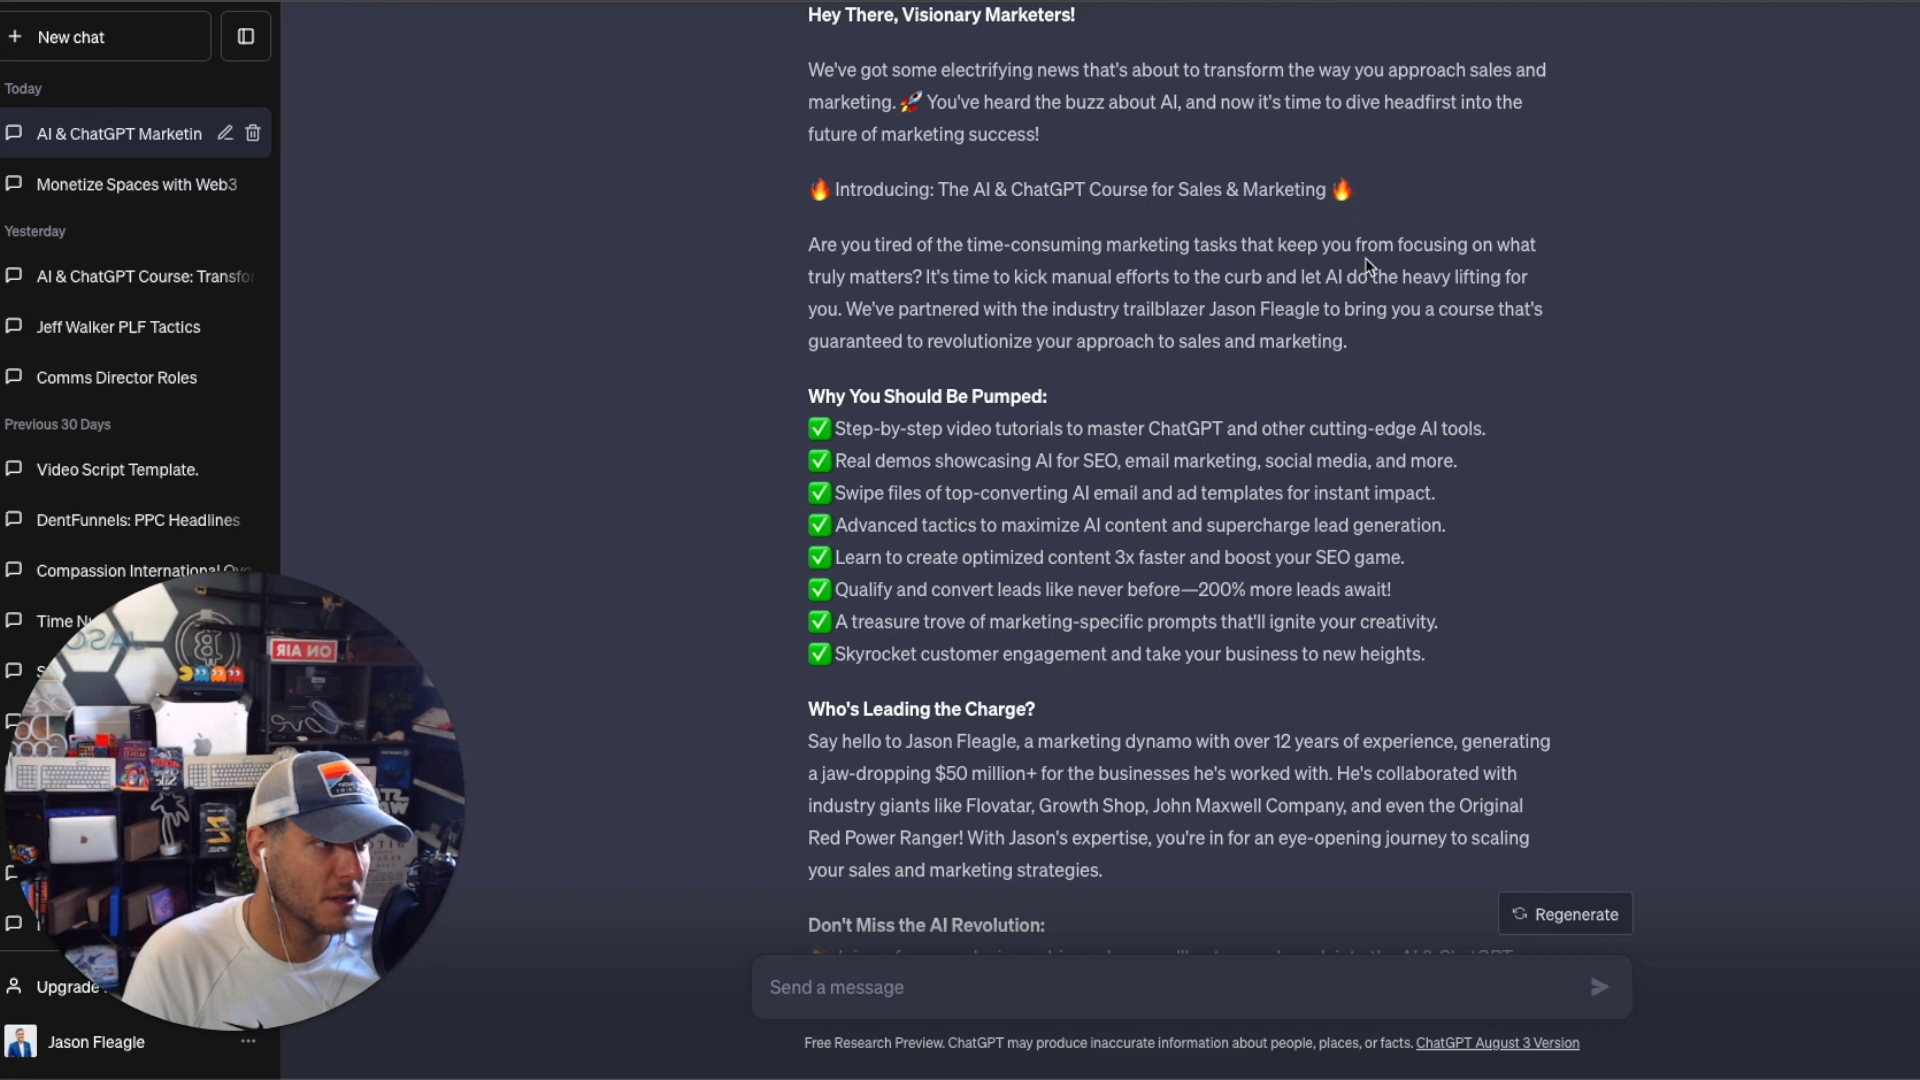 New chat
Today
AI & ChatGPT Marketin
Monetize Spaces with Web3
Yesterday
AI & ChatGPT Course: Transfo
Jeff Walker PLF Tactics
Comms Director Roles
Previous 30 Days
Video Script Template.
DentFunnels: PPC Headlines
Compassion International
Time
ON AIR
Upgrade
Jason Fleagle
Hey There, Visionary Marketers!
We've got some electrifying news that's about to transform the way you approach sales and
marketing. 🚀 You've heard the buzz about AI, and now it's time to dive headfirst into the
future of marketing success!
🔥 Introducing: The AI & ChatGPT Course for Sales & Marketing 🔥
Are you tired of the time-consuming marketing tasks that keep you from focusing on what
truly matters? It's time to kick manual efforts to the curb and let AI do the heavy lifting for
you. We've partnered with the industry trailblazer Jason Fleagle to bring you a course that's
guaranteed to revolutionize your approach to sales and marketing.
Why You Should Be Pumped:
✅ Step-by-step video tutorials to master ChatGPT and other cutting-edge AI tools.
✅ Real demos showcasing AI for SEO, email marketing, social media, and more.
✅ Swipe files of top-converting AI email and ad templates for instant impact.
✅ Advanced tactics to maximize AI content and supercharge lead generation.
✅ Learn to create optimized content 3x faster and boost your SEO game.
✅ Qualify and convert leads like never before—200% more leads await!
✅ A treasure trove of marketing-specific prompts that'll ignite your creativity.
✅ Skyrocket customer engagement and take your business to new heights.
Who's Leading the Charge?
Say hello to Jason Fleagle, a marketing dynamo with over 12 years of experience, generating
a jaw-dropping $50 million+ for the businesses he's worked with. He's collaborated with
industry giants like Flovatar, Growth Shop, John Maxwell Company, and even the Original
Red Power Ranger! With Jason's expertise, you're in for an eye-opening journey to scaling
your sales and marketing strategies.
Don't Miss the AI Revolution:
Regenerate
Send a message
Free Research Preview. ChatGPT may produce inaccurate information about people, places, or facts. ChatGPT August 3 Version